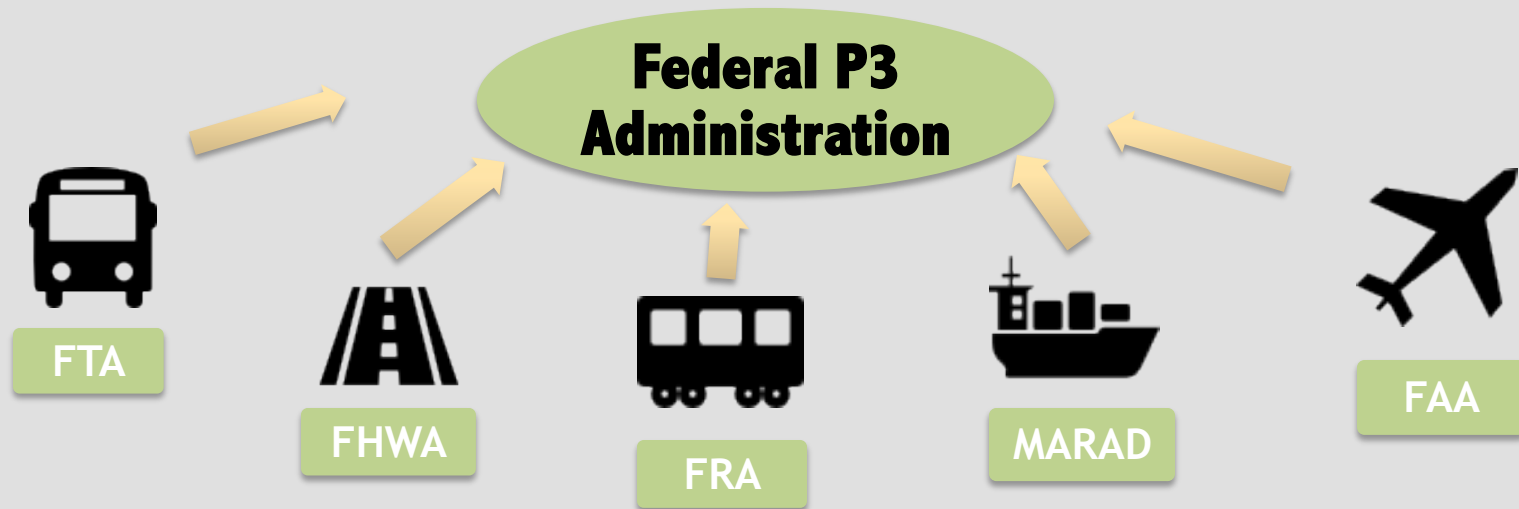 Federal P3
Administration
FTA
FHWA
FRA
MARAD
FAA